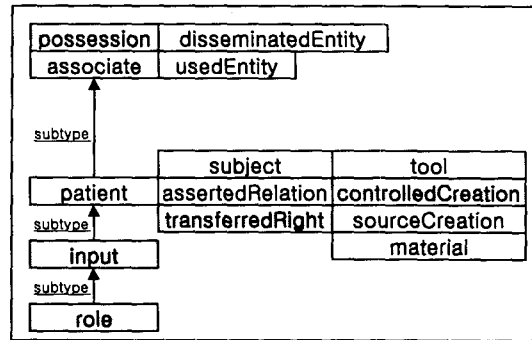 possession disseminatedEntity
associate usedEntity
subtype
subject tool
patient assertedRelation controlledCreation
subtype transferredRight sourceCreation
input material
subtype
role